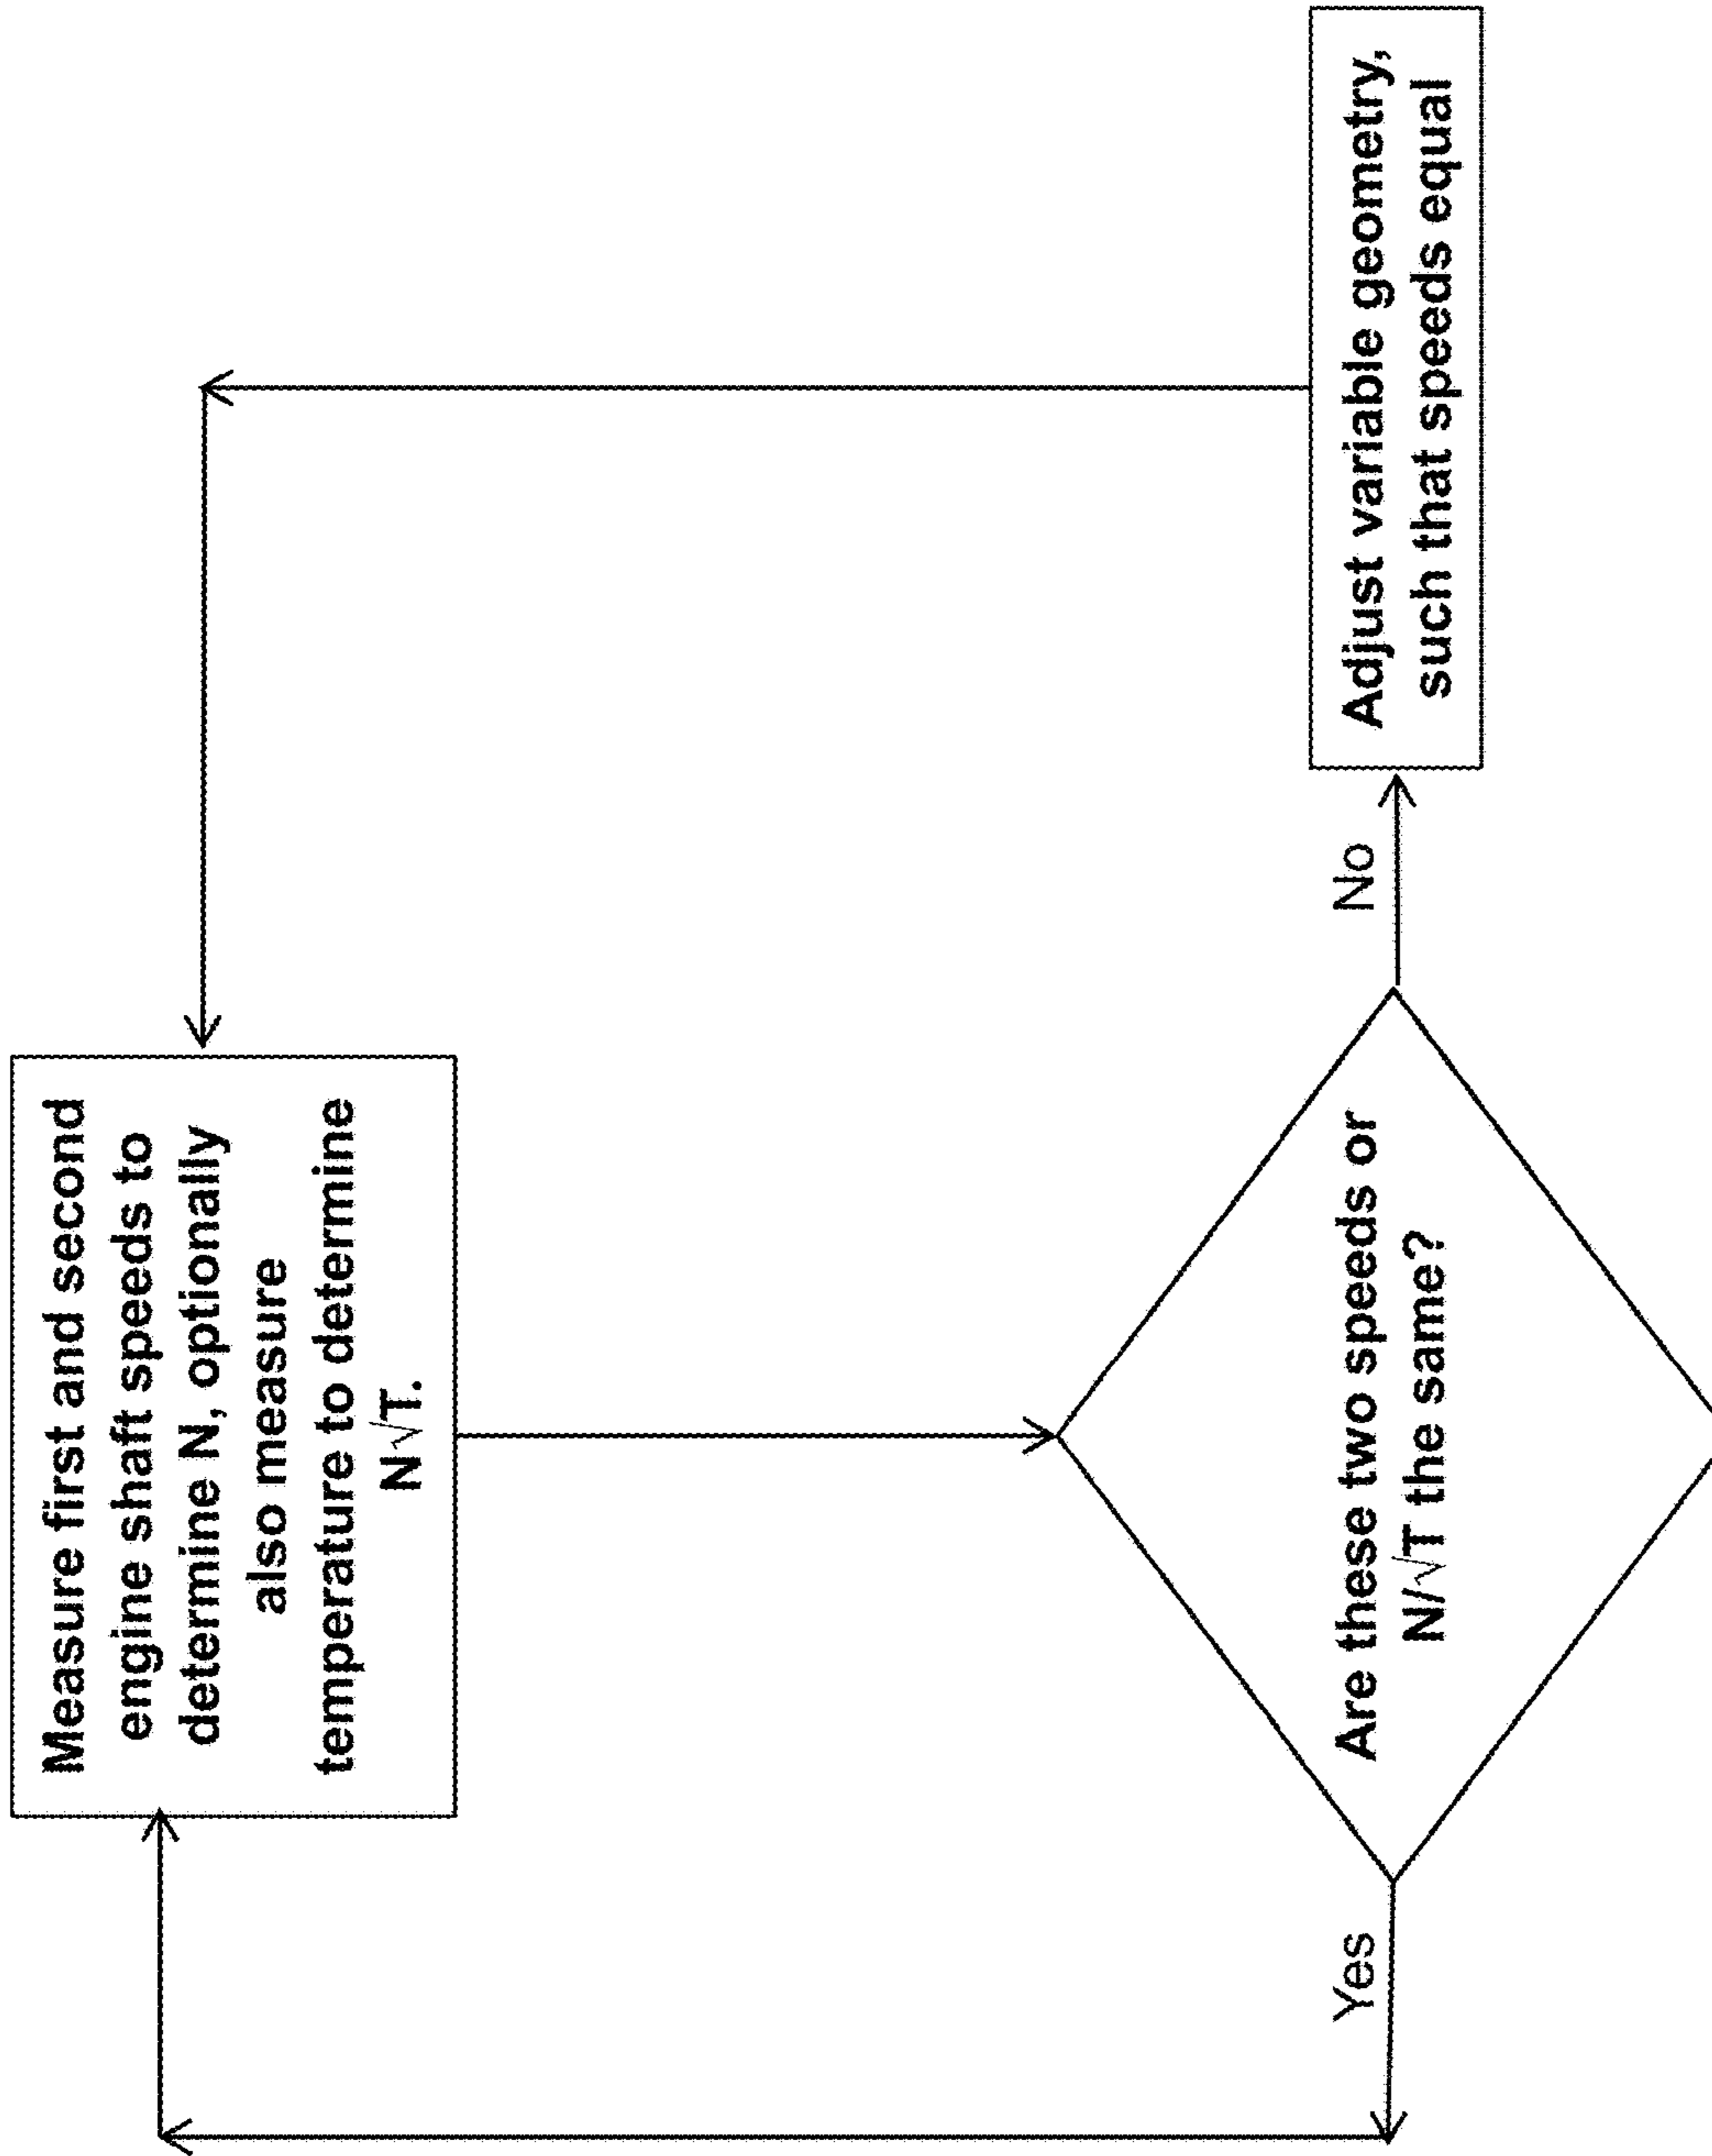 Measure first and second
engine shaft speeds to
determine N, optionally
also measure
temperature to determine
N√T.
Are these two speeds or
N/√T the same?
Yes
No
Adjust variable geometry,
such that speeds equal